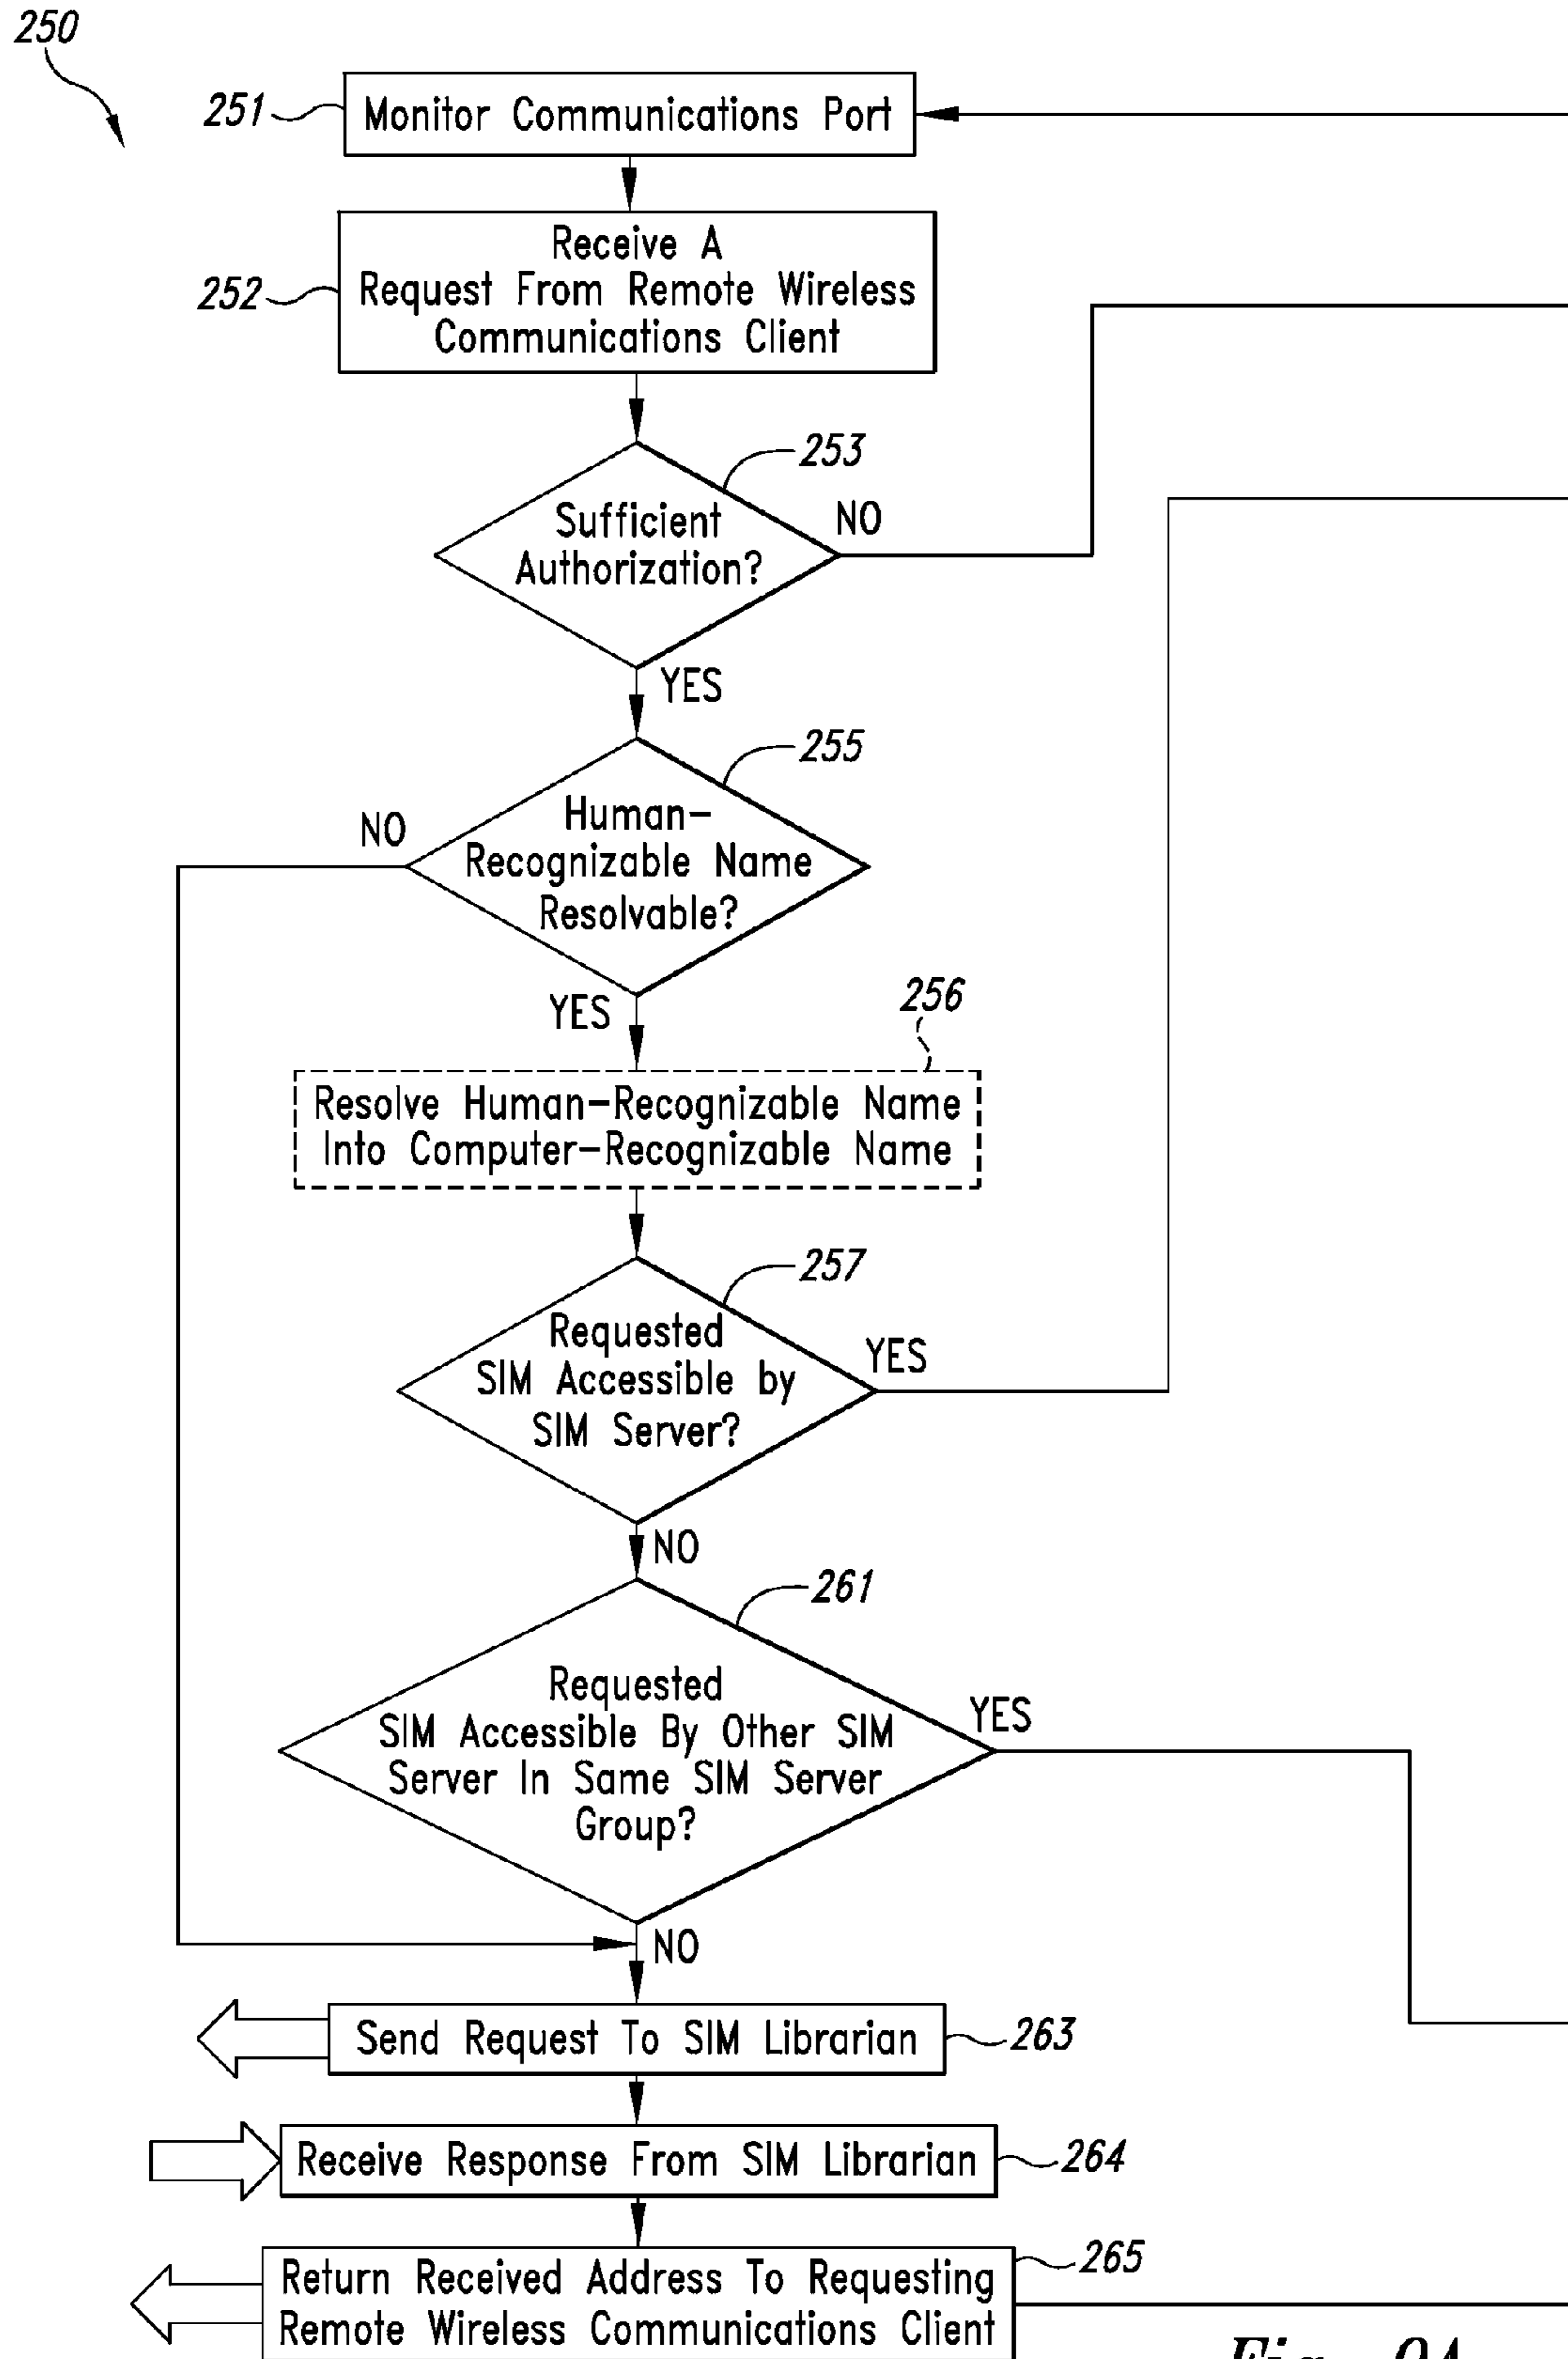 250
251
Monitor Communications Port
Receive A
252
Request From Remote Wireless
Communications Client
253
Sufficient
NO
Authorization?
YES
255
Human-
NO
Recognizable Name
Resolvable?
YES
256
Resolve Human-Recognizable Name
Into Computer-Recognizable Name
257
Requested
YES
SIM Accessible by
SIM Server?
NO
261
Requested
YES
SIM Accessible By Other SIM
Server In Same SIM Server
Group?
NO
Send Request To SIM Librarian
263
Receive Response From SIM Librarian
264
265
Return Received Address To Requesting
Remote Wireless Communications Client
Fig. 9A